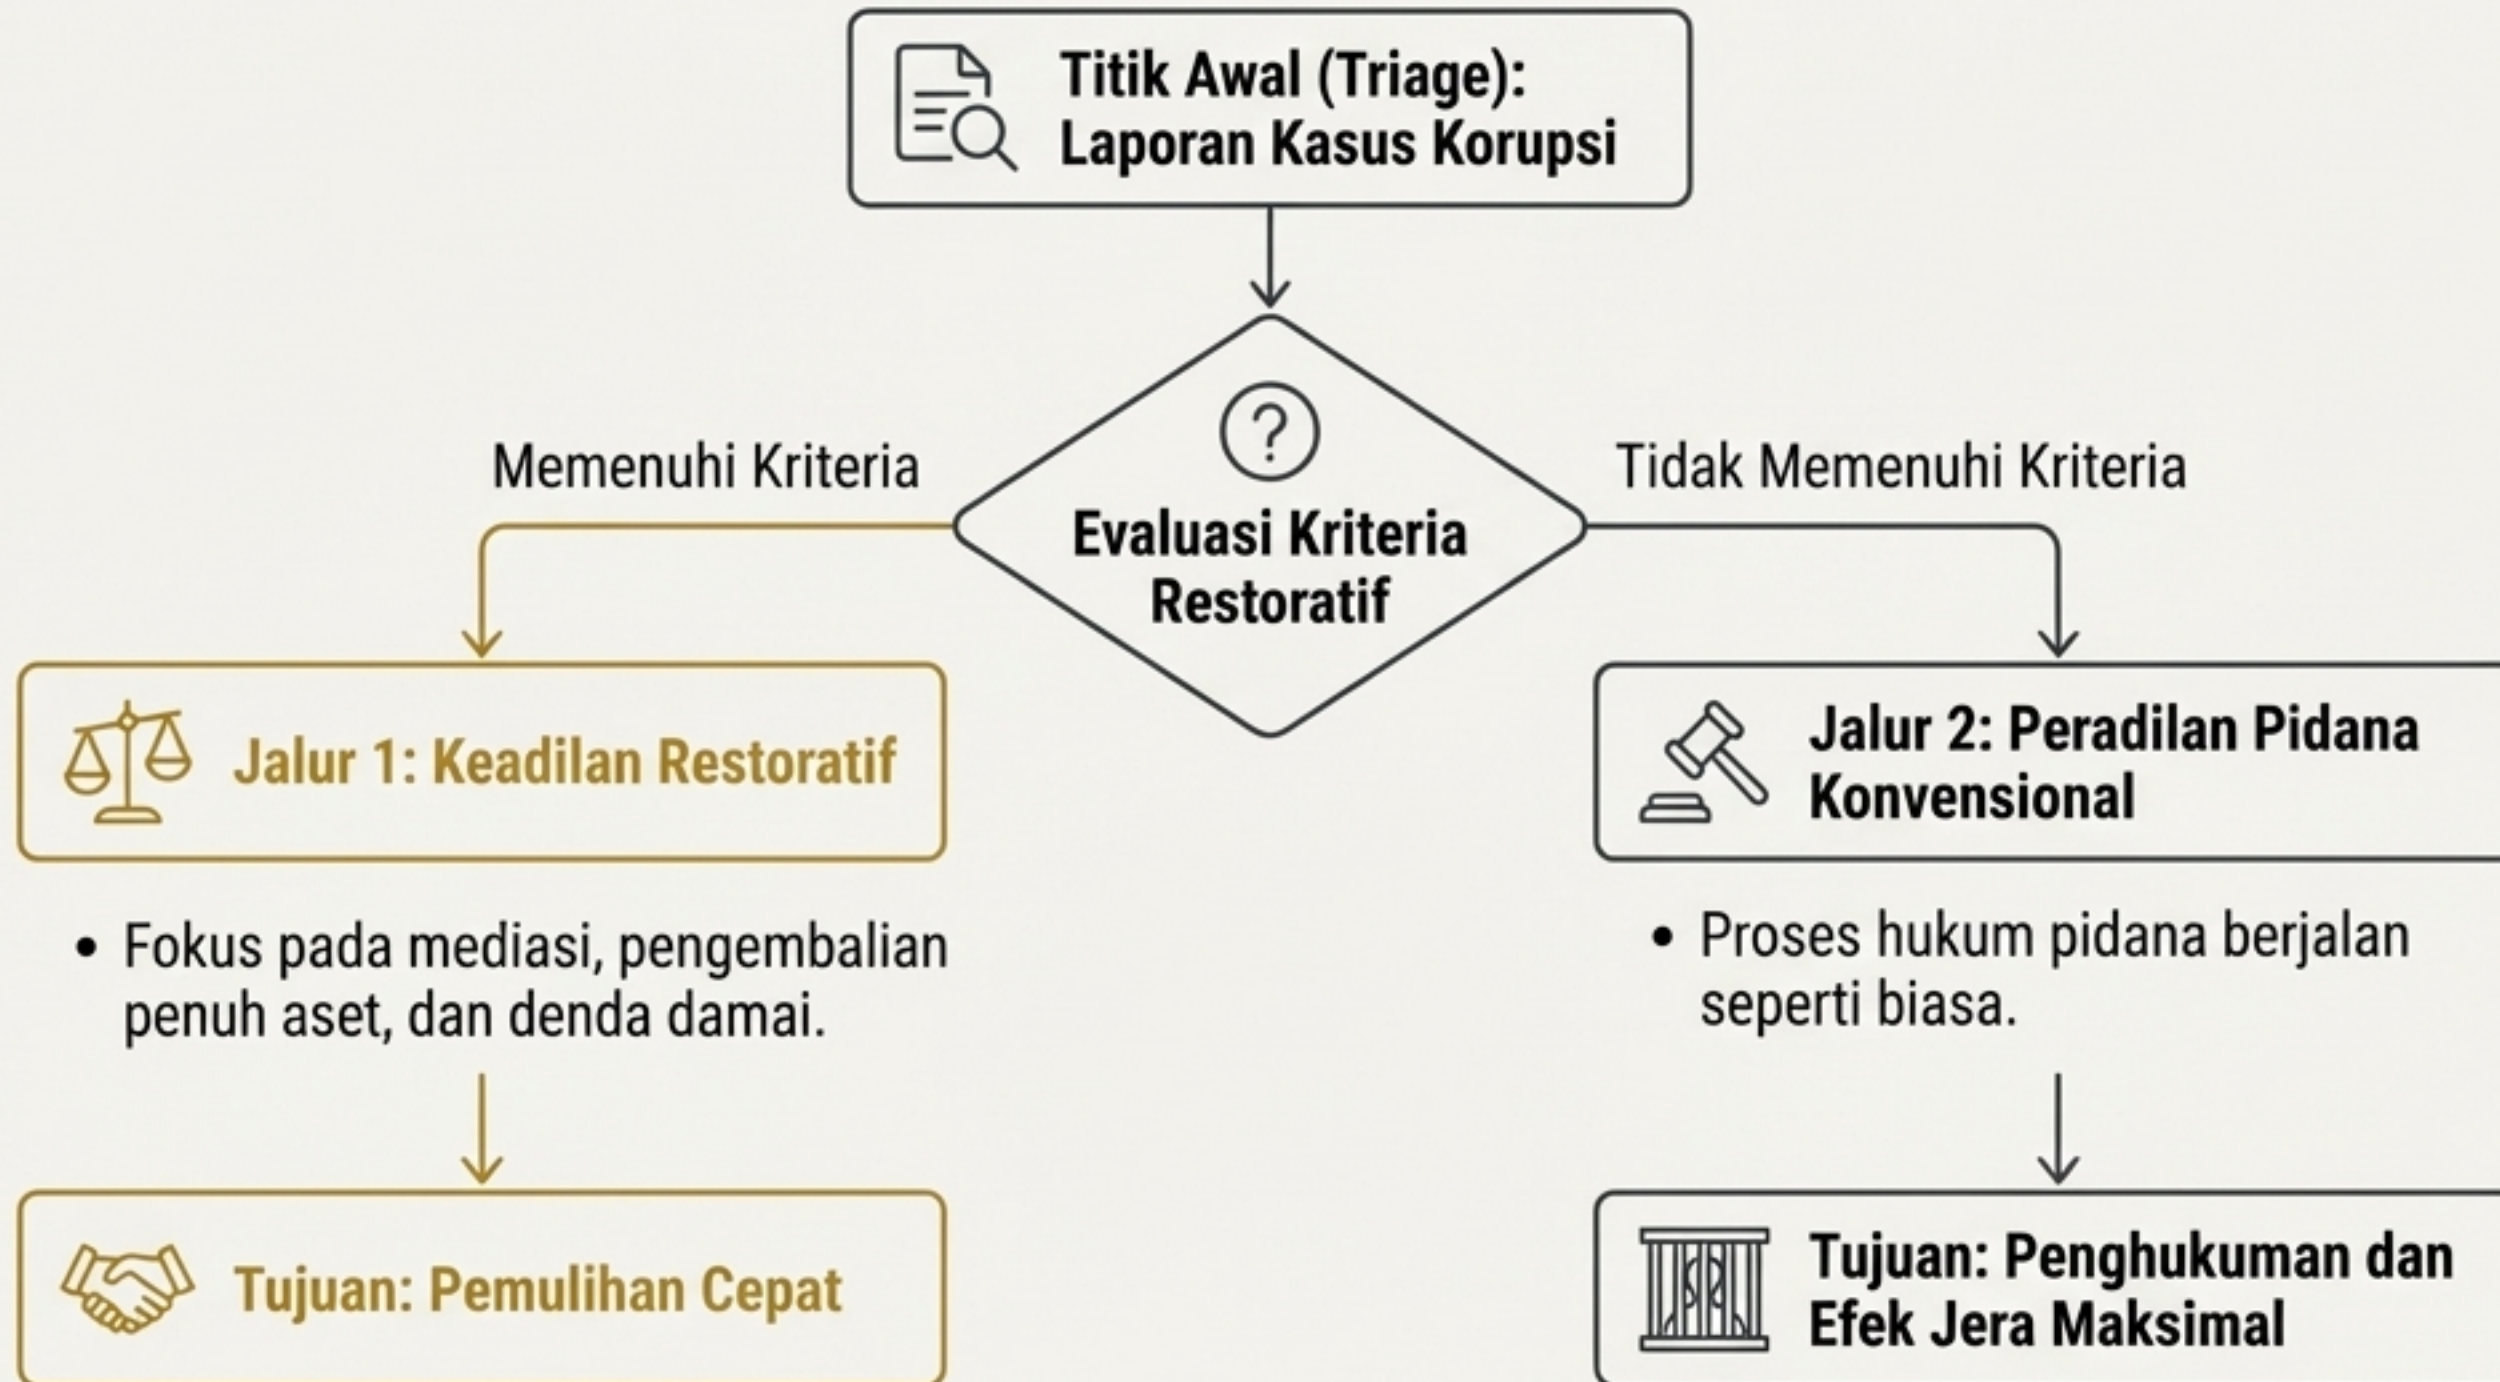 Titik Awal (Triage):
Laporan Kasus Korupsi
?
Evaluasi Kriteria
Restoratif
Memenuhi Kriteria
Tidak Memenuhi Kriteria
Jalur 1: Keadilan Restoratif
• Fokus pada mediasi, pengembalian
penuh aset, dan denda damai.
Tujuan: Pemulihan Cepat
Jalur 2: Peradilan Pidana
Konvensional
• Proses hukum pidana berjalan
seperti biasa.
Tujuan: Penghukuman dan
Efek Jera Maksimal